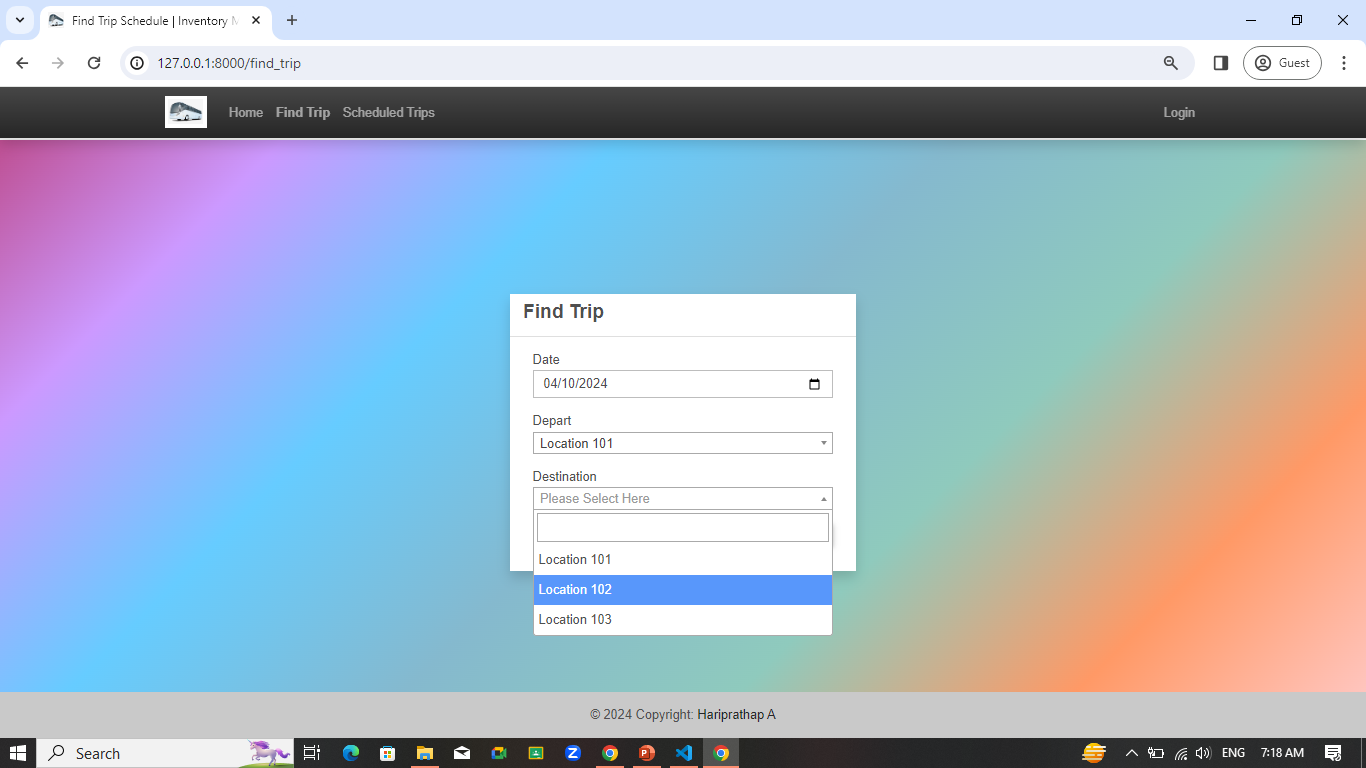 Find Trip Schedule | Inventory M
127.0.0.1:8000/find_trip
Guest
Home Find Trip Scheduled Trips Login
Find Trip
Date
04/10/2024
Depart
Location 101
Destination
Please Select Here
Location 101
Location 102
Location 103
© 2024 Copyright: Hariprathap A
Search
ENG 7:18 AM